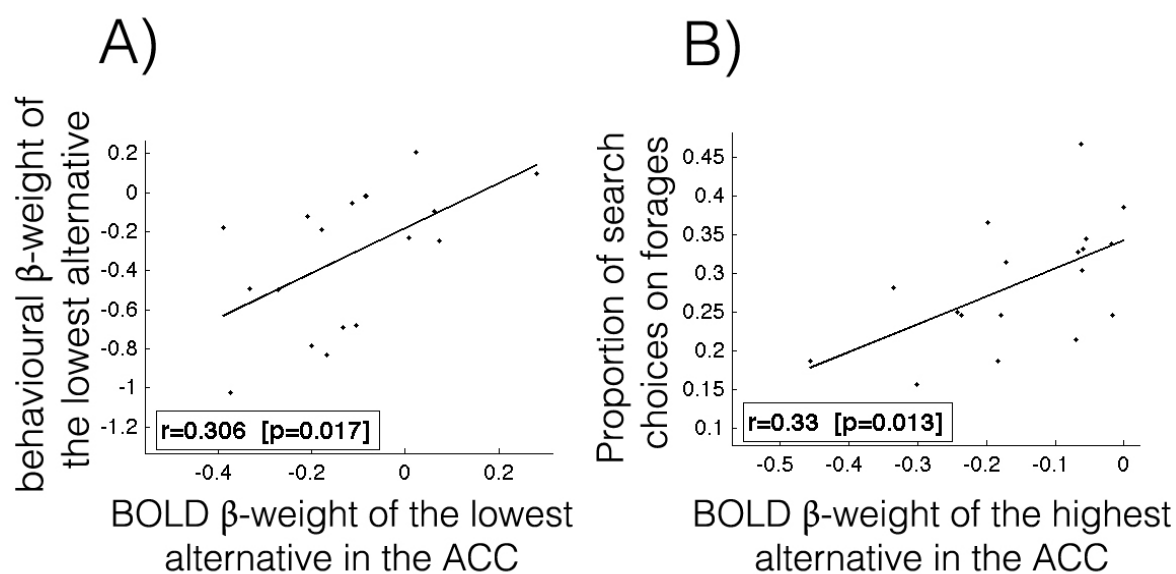 A)
behavioural β-weight of
the lowest alternative
0.2
0
-0.2
-0.4
-0.6
-0.8
-1
-1.2
r=0.306 [p=0.017]
-0.4
-0.2
0
0.2
BOLD β-weight of the lowest
alternative in the ACC
B)
Proportion of search
choices on forages
0.45
0.4
0.35
0.3
0.25
0.2
0.15
0.1
r=0.33 [p=0.013]
-0.5
-0.4
-0.3
-0.2
-0.1
0
BOLD β-weight of the highest
alternative in the ACC